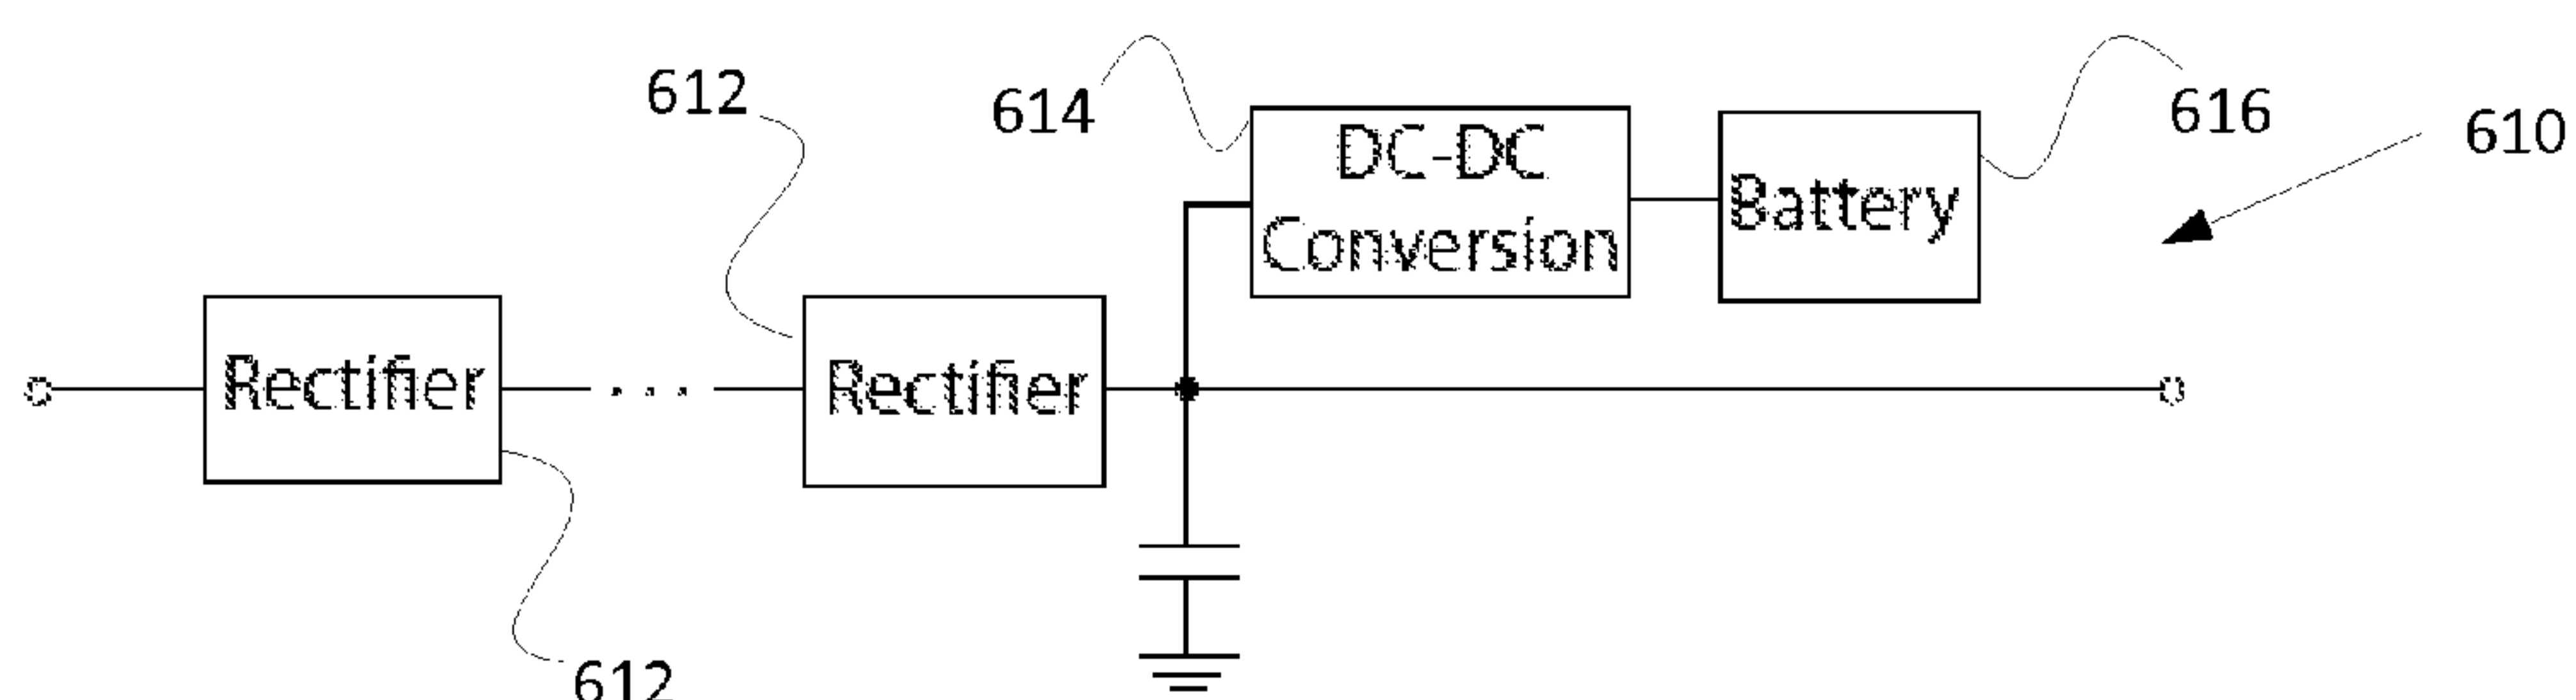 612
614
DC-DC
Conversion
Battery
616
610
Rectifier
. . .
Rectifier
612